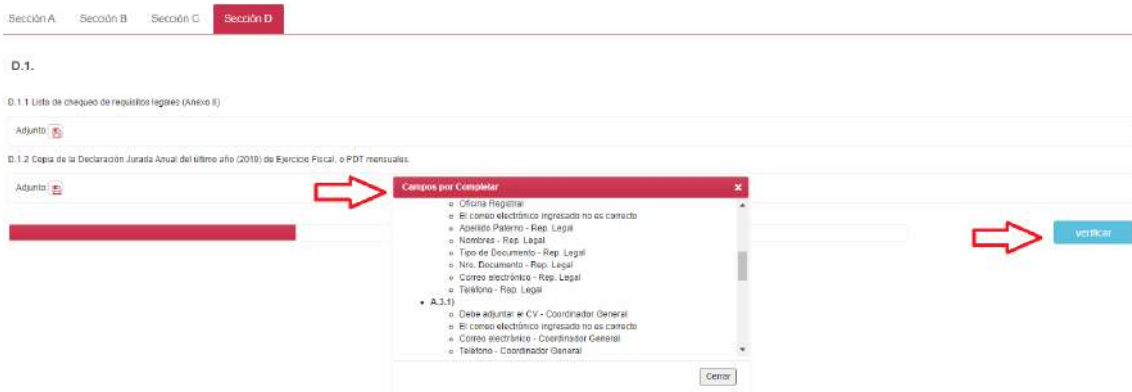 Sección A Sección B Sección C Sección D
D.1.
D.1.1 Lista de chequeo de requisitos legales (Anexo II)
Adjunto
D.1.2 Copia de la Declaración Jurada Anual del último año (2019) de Ejercicio Fiscal, o PDT mensuales.
Adjunto
Campos por Completar x
Oficina Registral
El correo electrónico ingresado no es correcto
Apellido Paterno - Rep. Legal
Nombres - Rep. Legal
Tipo de Documento - Rep. Legal
Nro. Documento - Rep. Legal
Correo electrónico - Rep. Legal
Teléfono - Rep. Legal
A.3.1)
Debe adjuntar el CV - Coordinador General
El correo electrónico ingresado no es correcto
Correo electrónico - Coordinador General
Teléfono - Coordinador General
Cerrar
verificar